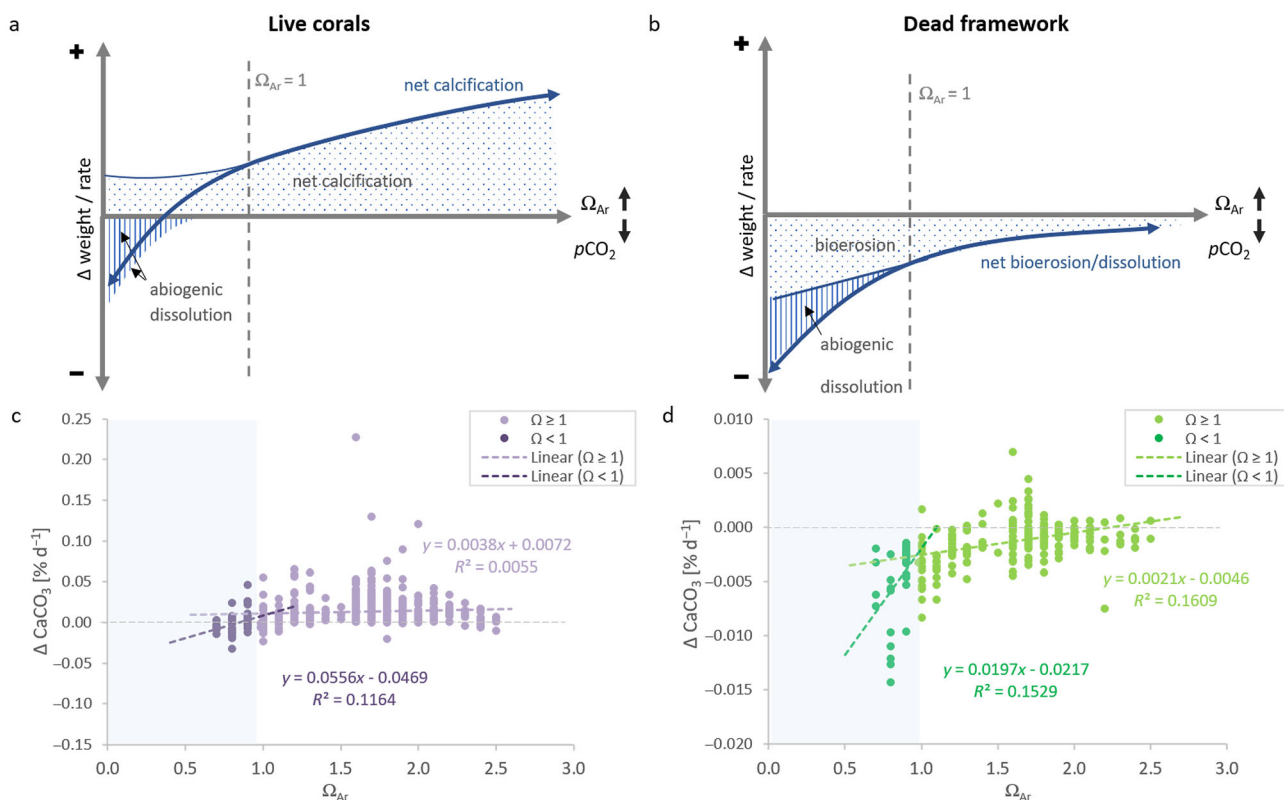 a
Live corals
+
Ω_Ar = 1
net calcification
net calcification
Δ weight / rate
Ω_Ar
pCO₂
abiogenic
dissolution
−
b
Dead framework
+
Ω_Ar = 1
Δ weight / rate
bioerosion
Ω_Ar
pCO₂
net bioerosion/dissolution
abiogenic
dissolution
−
c
Ω ≥ 1
Ω < 1
Linear (Ω ≥ 1)
Linear (Ω < 1)
y = 0.0038x + 0.0072
R² = 0.0055
y = 0.0556x - 0.0469
R² = 0.1164
Δ CaCO₃ [% d⁻¹]
0.25
0.20
0.15
0.10
0.05
0.00
–0.05
–0.10
–0.15
0.0 0.5 1.0 1.5 2.0 2.5 3.0
Ω_Ar
d
Ω ≥ 1
Ω < 1
Linear (Ω ≥ 1)
Linear (Ω < 1)
y = 0.0021x - 0.0046
R² = 0.1609
y = 0.0197x - 0.0217
R² = 0.1529
Δ CaCO₃ [% d⁻¹]
0.010
0.005
0.000
–0.005
–0.010
–0.015
–0.020
0.0 0.5 1.0 1.5 2.0 2.5 3.0
Ω_Ar